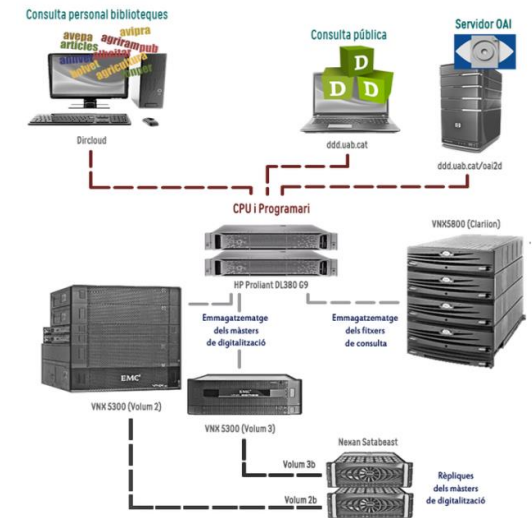 Consulta personal biblioteques
avepa
avipra
articles
agrirampub
agricultura
Dircloud
Consulta pública
D
D
D
ddd.uab.cat
Servidor OAI
ddd.uab.cat/oai2d
CPU i Programari
HP Proliant DL380 G9
VNX5800 (Clariion)
Emmagatzematge
dels màsters
de digitalització
Emmagatzematge
dels fitxers
de consulta
EMC²
VNX 5300 (Volum 2)
VNX 5300 (Volum 3)
Nexan Satabeast
Volum 3b
Volum 2b
Rèpliques
dels màsters
de digitalització